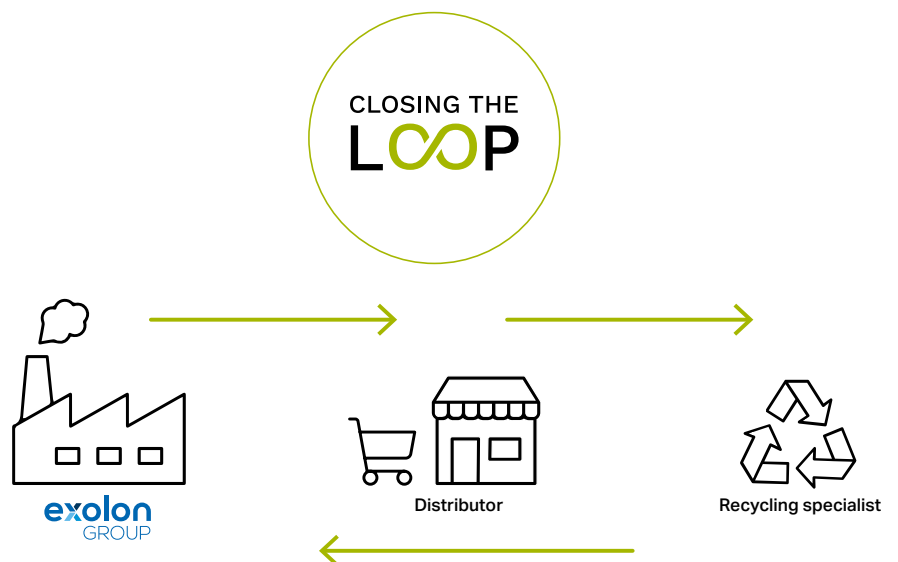 CLOSING THE
LOOP
exolon
GROUP
Distributor
Recycling specialist